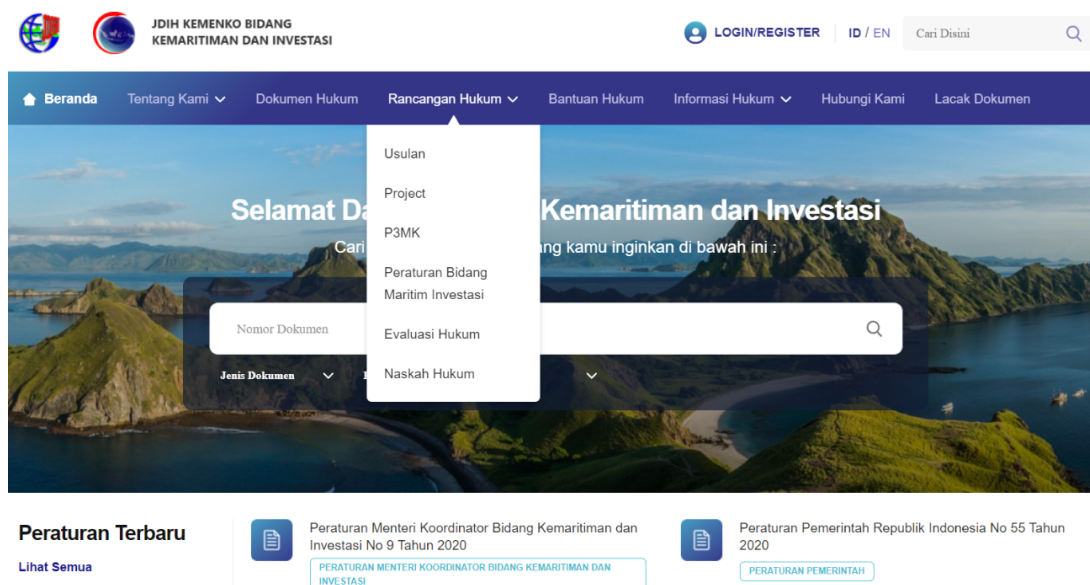 JDIH KEMENKO BIDANG
KEMARITIMAN DAN INVESTASI
LOGIN/REGISTER
ID / EN
Cari Disini
Beranda
Tentang Kami
Dokumen Hukum
Rancangan Hukum
Bantuan Hukum
Informasi Hukum
Hubungi Kami
Lacak Dokumen
Usulan
Project
P3MK
Peraturan Bidang
Maritim Investasi
Evaluasi Hukum
Naskah Hukum
Selamat Kemaritiman dan Investasi
Cari kamu inginkan di bawah ini :
Nomor Dokumen
Jenis Dokumen
Peraturan Terbaru
Lihat Semua
Peraturan Menteri Koordinator Bidang Kemaritiman dan
Investasi No 9 Tahun 2020
PERATURAN MENTERI KOORDINATOR BIDANG KEMARITIMAN DAN
INVESTASI
Peraturan Pemerintah Republik Indonesia No 55 Tahun
2020
PERATURAN PEMERINTAH